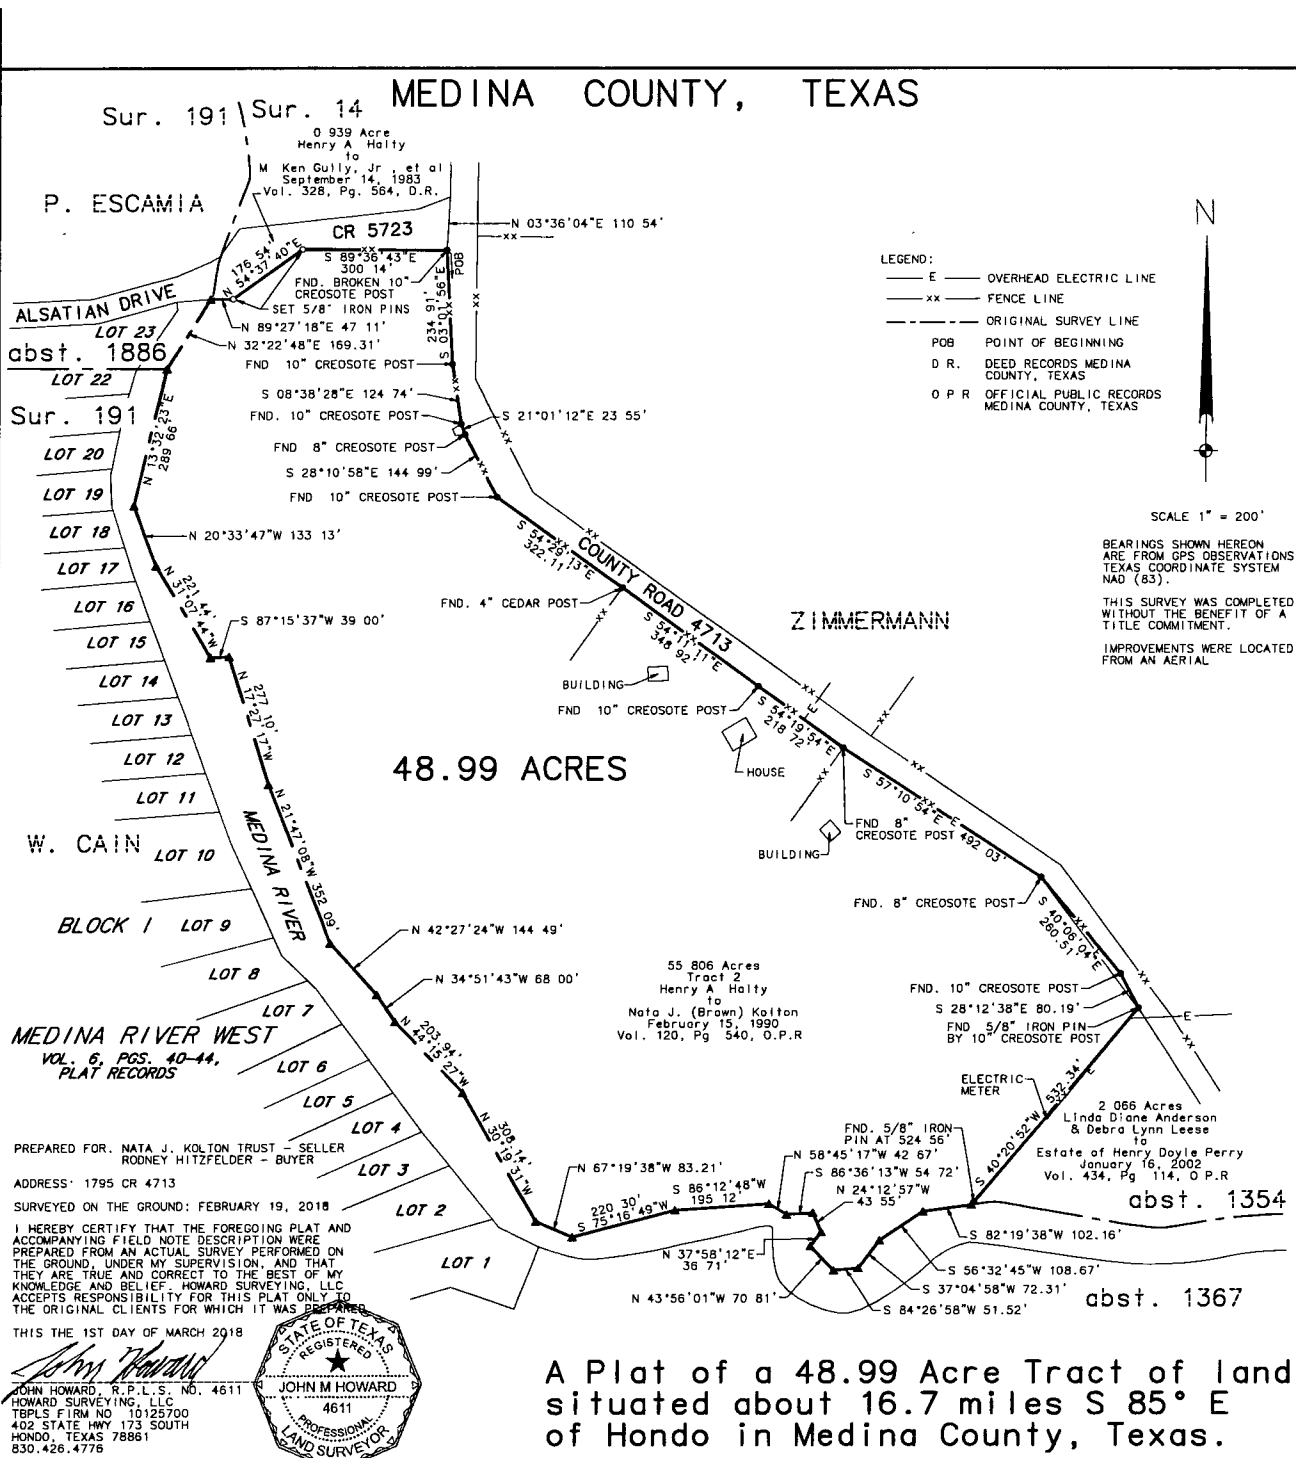 MEDINA COUNTY, TEXAS
Sur. 191
Sur. 14
0 939 Acre
Henry A Haity
to
M Ken Gully, Jr , et al
September 14, 1983
Vol. 328, Pg. 564, D.R.
P. ESCAMIA
CR 5723
N 03°36'04"E 110 54'
S 89°36'43"E
300 14'
FND. BROKEN 10"
CREOSOTE POST
POB
176 54'
N 54°37'40"E
SET 5/8" IRON PINS
ALSATIAN DRIVE
N 89°27'18"E 47 11'
N 32°22'48"E 169.31'
LOT 23
abst. 1886
LOT 22
Sur. 191
LOT 20
LOT 19
LOT 18
LOT 17
LOT 16
LOT 15
LOT 14
LOT 13
LOT 12
LOT 11
W. CAIN
LOT 10
BLOCK 1
LOT 9
LOT 8
LOT 7
LOT 6
LOT 5
LOT 4
LOT 3
LOT 2
LOT 1
234 91'
S 03°01'56"E
FND 10" CREOSOTE POST
S 08°38'28"E 124 74'
FND. 10" CREOSOTE POST
S 21°01'12"E 23 55'
FND 8" CREOSOTE POST
S 28°10'58"E 144 99'
FND 10" CREOSOTE POST
N 13°32'23"E
289 66'
N 20°33'47"W 133 13'
221 44'
N 31°07'44"W
S 87°15'37"W 39 00'
277 10'
N 17°27'17"W
N 21°47'08"W 352 09'
MEDINA RIVER
S 54°29'13"E
322.11'
COUNTY ROAD 4713
FND. 4" CEDAR POST
S 54°11'11"E
348 92'
ZIMMERMANN
BUILDING
FND 10" CREOSOTE POST
S 54°19'54"E
218 72'
HOUSE
48.99 ACRES
S 57°10'54"E 492 03'
FND 8"
CREOSOTE POST
BUILDING
FND. 8" CREOSOTE POST
S 40°06'04"E
260.51'
N 42°27'24"W 144 49'
N 34°51'43"W 68 00'
203 94'
N 44°15'27"W
308 14'
N 30°19'31"W
55 806 Acres
Tract 2
Henry A Haity
to
Nata J. (Brown) Kolton
February 15, 1990
Vol. 120, Pg 540, O.P.R
FND. 10" CREOSOTE POST
S 28°12'38"E 80.19'
FND 5/8" IRON PIN
BY 10" CREOSOTE POST
ELECTRIC
METER
S 40°20'52"W 532.34'
2 066 Acres
Linda Diane Anderson
& Debra Lynn Leese
to
Estate of Henry Doyle Perry
January 16, 2002
Vol. 434, Pg 114, O P.R
FND. 5/8" IRON
PIN AT 524 56'
N 58°45'17"W 42 67'
S 86°36'13"W 54 72'
N 24°12'57"W
43 55'
N 67°19'38"W 83.21'
S 86°12'48"W
195 12'
220 30'
S 75°16'49"W
N 37°58'12"E
36 71'
N 43°56'01"W 70 81'
abst. 1354
S 82°19'38"W 102.16'
S 56°32'45"W 108.67'
S 37°04'58"W 72.31'
S 84°26'58"W 51.52'
abst. 1367
LEGEND:
E OVERHEAD ELECTRIC LINE
xx FENCE LINE
ORIGINAL SURVEY LINE
POB POINT OF BEGINNING
D R. DEED RECORDS MEDINA
COUNTY, TEXAS
O P R OFFICIAL PUBLIC RECORDS
MEDINA COUNTY, TEXAS
N
SCALE 1" = 200'
BEARINGS SHOWN HEREON
ARE FROM GPS OBSERVATIONS
TEXAS COORDINATE SYSTEM
NAD (83).
THIS SURVEY WAS COMPLETED
WITHOUT THE BENEFIT OF A
TITLE COMMITMENT.
IMPROVEMENTS WERE LOCATED
FROM AN AERIAL
MEDINA RIVER WEST
VOL. 6, PGS. 40-44,
PLAT RECORDS
PREPARED FOR. NATA J. KOLTON TRUST - SELLER
RODNEY HITZFELDER - BUYER
ADDRESS' 1795 CR 4713
SURVEYED ON THE GROUND: FEBRUARY 19, 2018
I HEREBY CERTIFY THAT THE FOREGOING PLAT AND
ACCOMPANYING FIELD NOTE DESCRIPTION WERE
PREPARED FROM AN ACTUAL SURVEY PERFORMED ON
THE GROUND, UNDER MY SUPERVISION, AND THAT
THEY ARE TRUE AND CORRECT TO THE BEST OF MY
KNOWLEDGE AND BELIEF. HOWARD SURVEYING, LLC
ACCEPTS RESPONSIBILITY FOR THIS PLAT ONLY TO
THE ORIGINAL CLIENTS FOR WHICH IT WAS PREPARED
THIS THE 1ST DAY OF MARCH 2018
John Howard
JOHN HOWARD, R.P.L.S. NO. 4611
HOWARD SURVEYING, LLC
TBPLS FIRM NO 10125700
402 STATE HWY 173 SOUTH
HONDO, TEXAS 78861
830.426.4776
STATE OF TEXAS
REGISTERED
JOHN M HOWARD
4611
PROFESSIONAL
LAND SURVEYOR
A Plat of a 48.99 Acre Tract of land
situated about 16.7 miles S 85° E
of Hondo in Medina County, Texas.